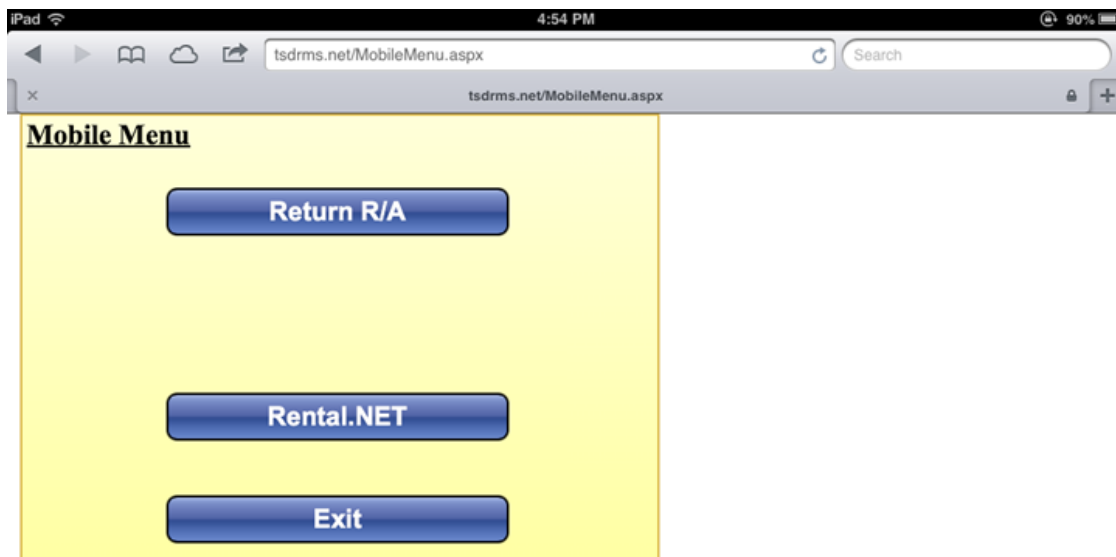 iPad 4:54 PM 90%
tsdrms.net/MobileMenu.aspx Search
tsdrms.net/MobileMenu.aspx
Mobile Menu
Return R/A
Rental.NET
Exit